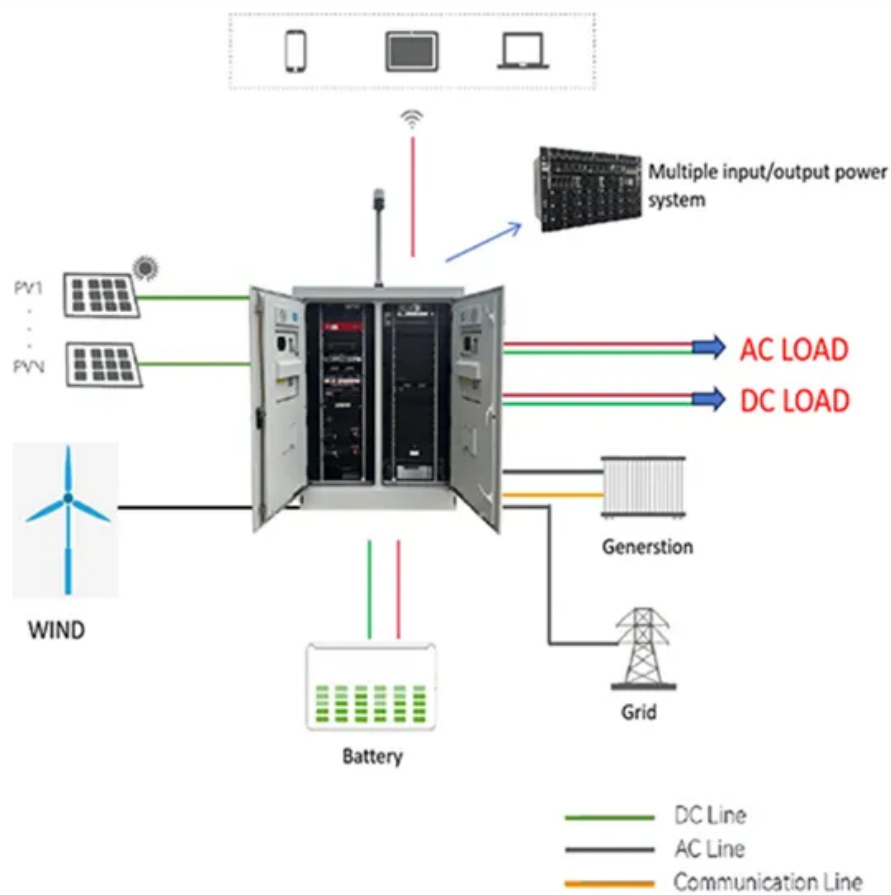 Multiple input/output power
system
PV1
PVN
AC LOAD
DC LOAD
Generstion
WIND
Grid
Battery
DC Line
AC Line
Communication Line